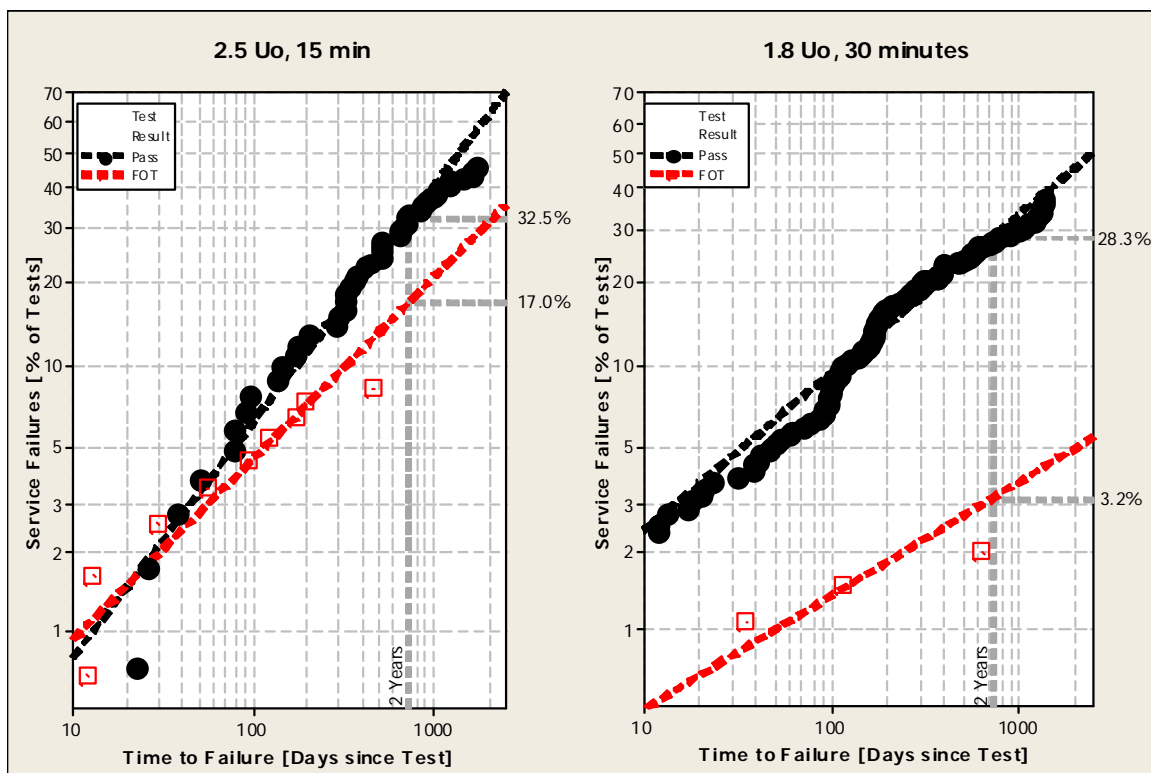 2.5 Uo, 15 min
Service Failures [% of Tests]
70
60
50
40
30
20
10
5
3
2
1
Test
Result
Pass
FOT
32.5%
17.0%
2 Years
10
100
1000
Time to Failure [Days since Test]
1.8 Uo, 30 minutes
Service Failures [% of Tests]
70
60
50
40
30
20
10
5
3
2
1
Test
Result
Pass
FOT
28.3%
3.2%
2 Years
10
100
1000
Time to Failure [Days since Test]